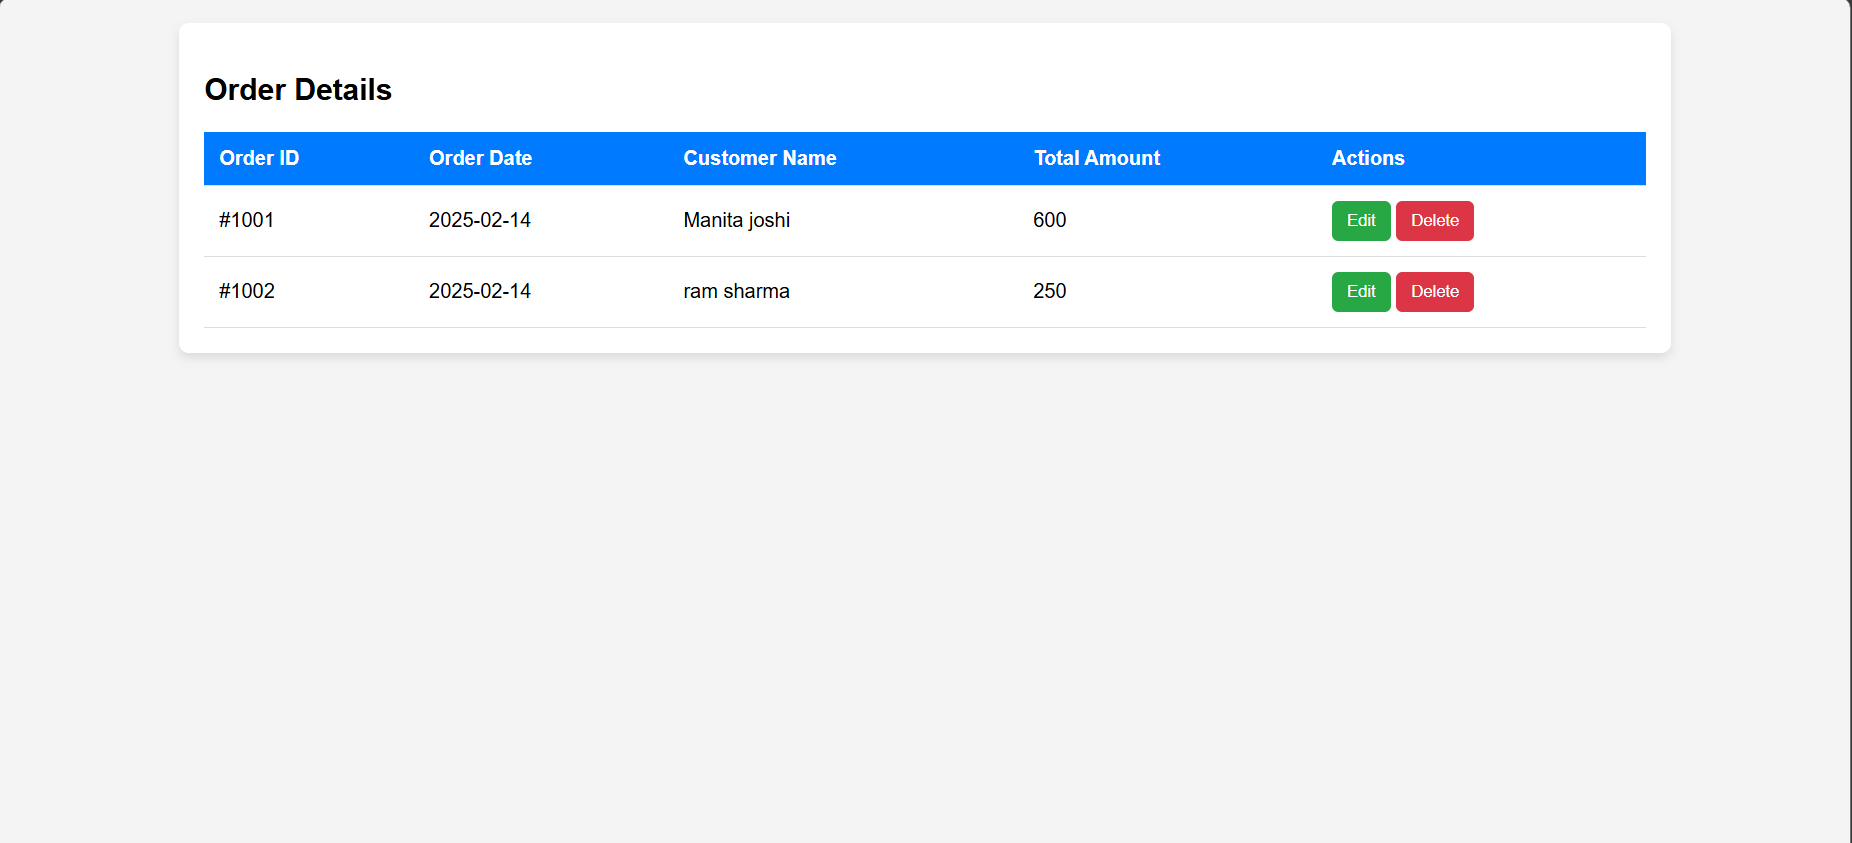 Order Details
Order ID Order Date Customer Name Total Amount Actions
#1001 2025-02-14 Manita joshi 600 Edit Delete
#1002 2025-02-14 ram sharma 250 Edit Delete